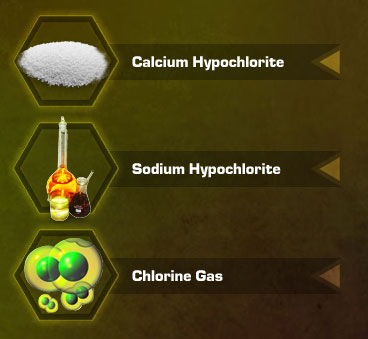 Calcium Hypochlorite
Sodium Hypochlorite
Chlorine Gas